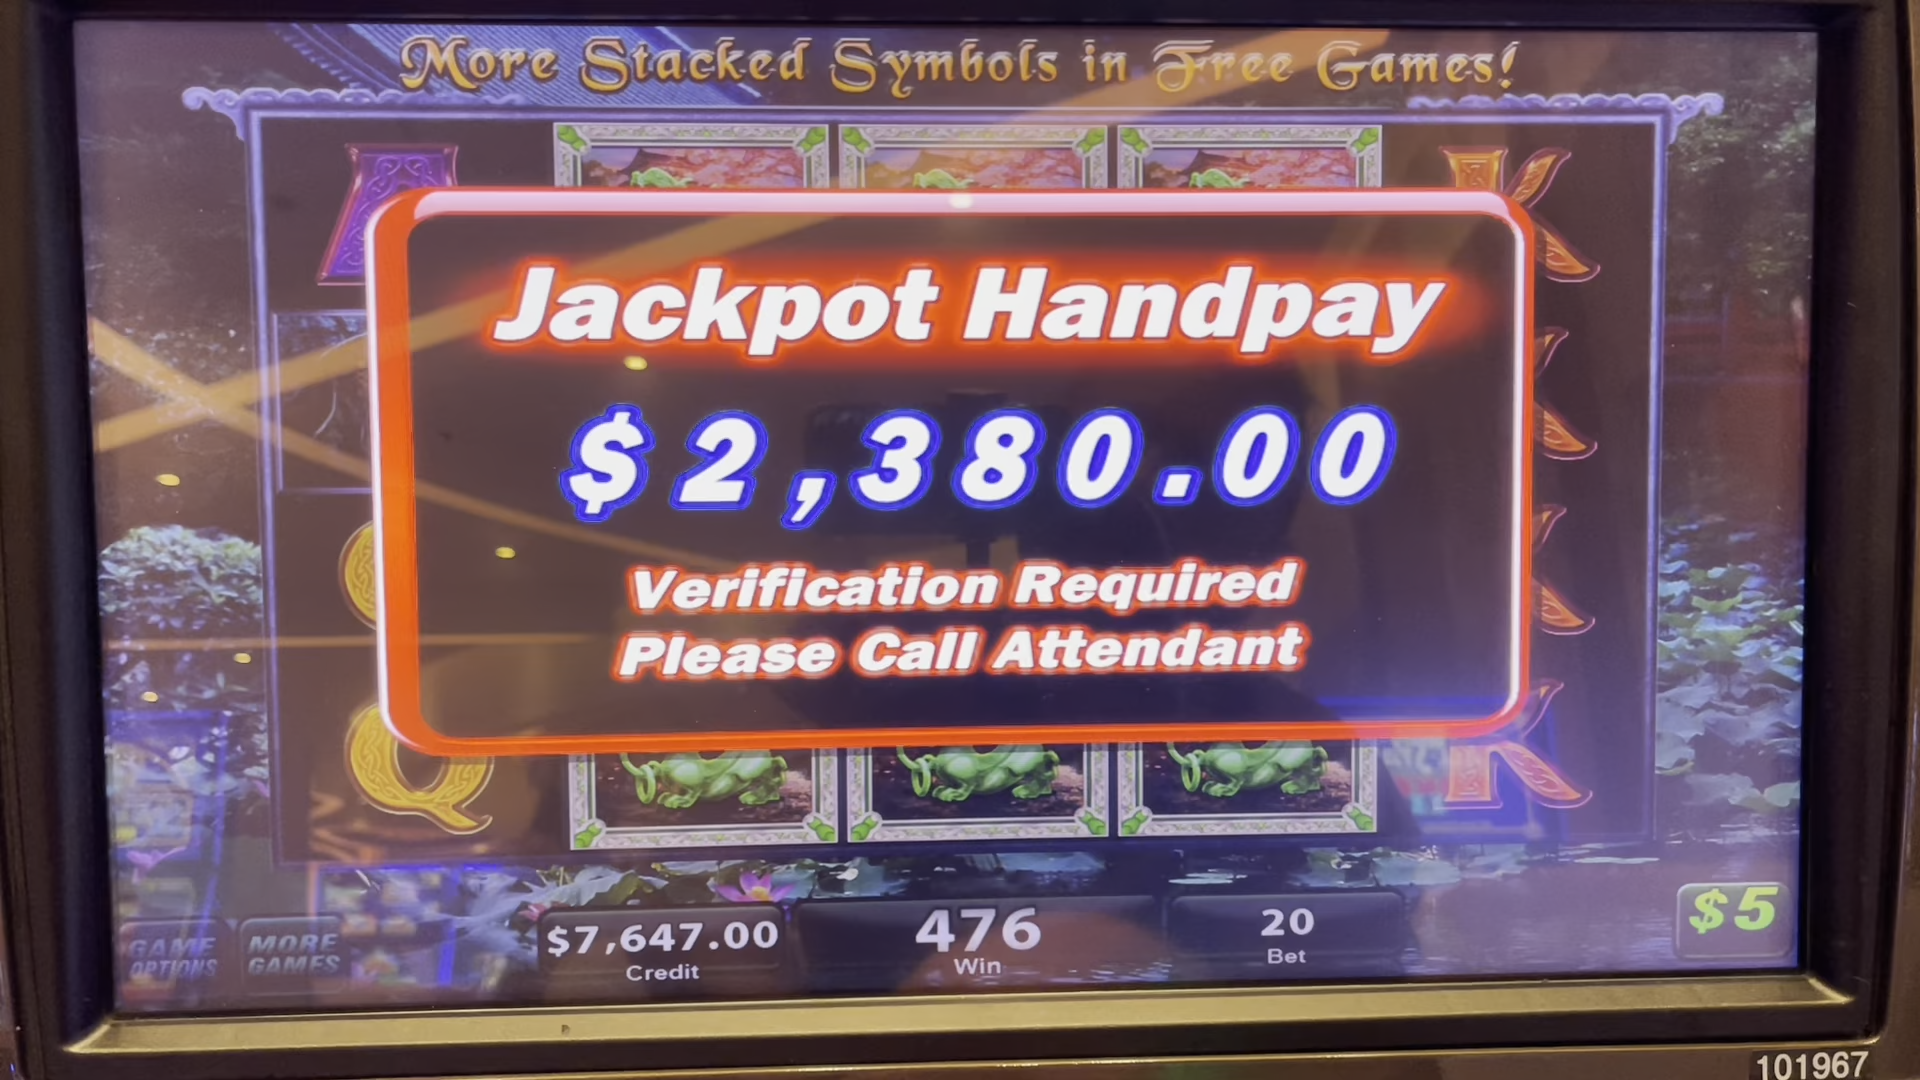 More Stacked Symbols in Free Games!
A
K
Jackpot Handpay
$2,380.00
Verification Required
Please Call Attendant
Q
K
GAME OPTIONS
MORE GAMES
$7,647.00
Credit
476
Win
20
Bet
$5
101967